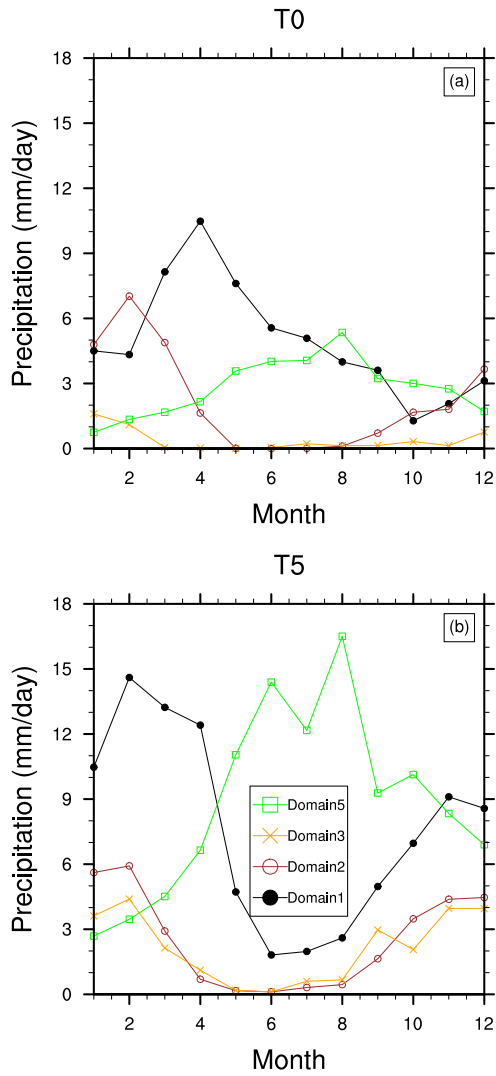 T0
(a)
18
15
12
9
6
3
0
Precipitation (mm/day)
2 4 6 8 10 12
Month
T5
(b)
18
15
12
9
6
3
0
Precipitation (mm/day)
Domain5
Domain3
Domain2
Domain1
2 4 6 8 10 12
Month